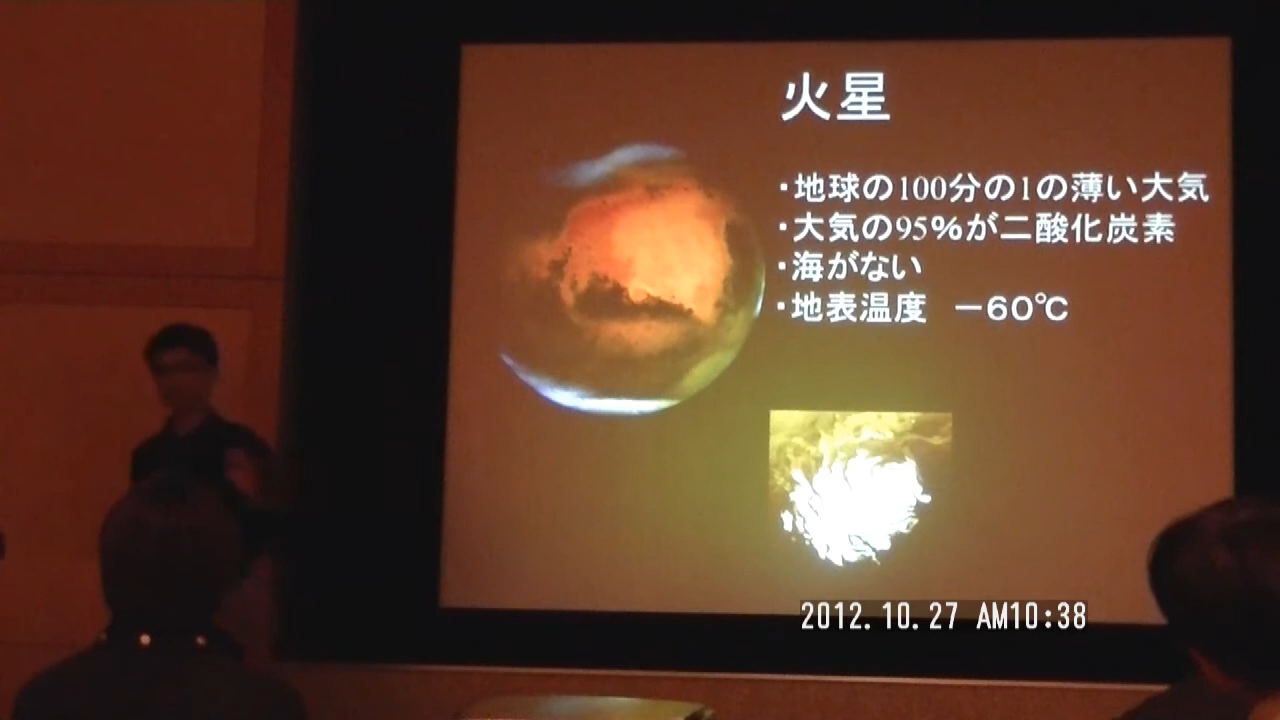 火星
・地球の100分の1の薄い大気
・大気の95%が二酸化炭素
・海がない
・地表温度　－60℃
2012.10.27 AM10:38